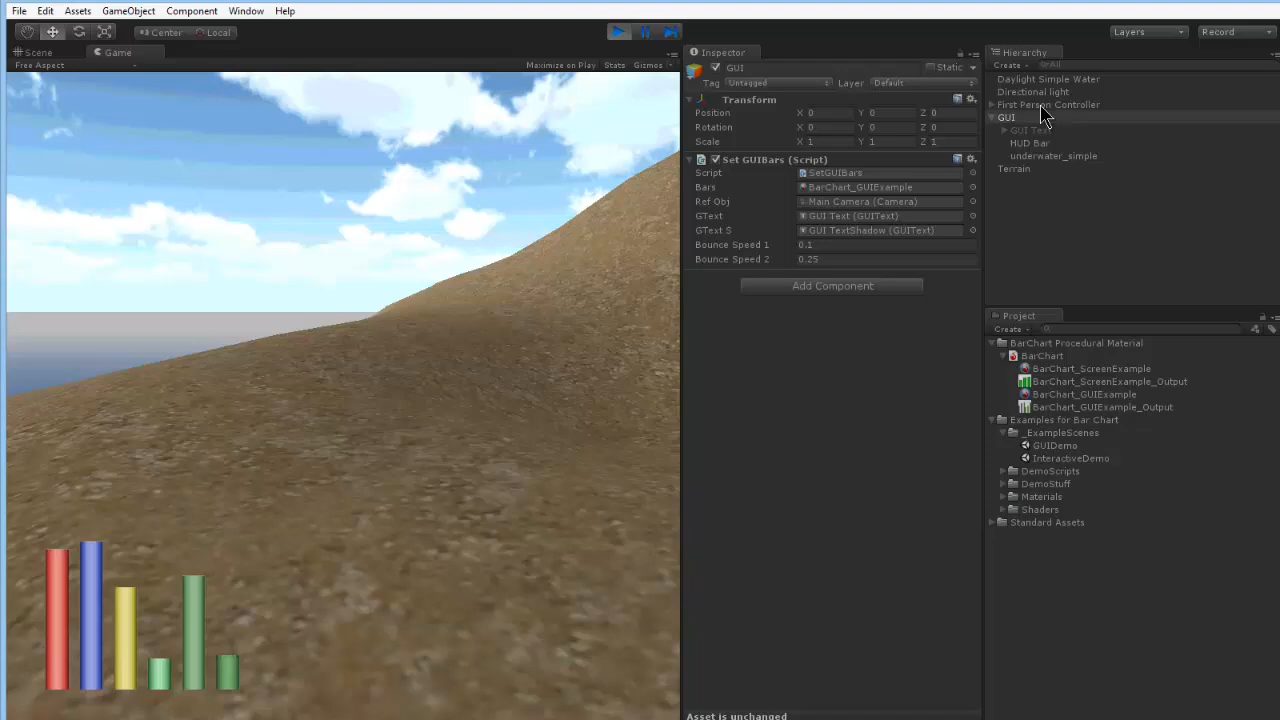 File Edit Assets GameObject Component Window Help
Center Local Layers Record
Scene Game
Free Aspect Maximize on Play Stats Gizmos
Inspector
GUI Static
Tag Untagged Layer Default
Transform
Position X 0 Y 0 Z 0
Rotation X 0 Y 0 Z 0
Scale X 1 Y 1 Z 1
Set GUIBars (Script)
Script SetGUIBars
Bars BarChart_GUIExample
Ref Obj Main Camera (Camera)
GText GUI Text (GUIText)
GText S GUI TextShadow (GUIText)
Bounce Speed 1 0.1
Bounce Speed 2 0.25
Add Component
Asset is unchanged
Hierarchy
Create All
Daylight Simple Water
Directional light
First Person Controller
GUI
GUI Text
HUD Bar
underwater_simple
Terrain
Project
Create
BarChart Procedural Material
BarChart
BarChart_ScreenExample
BarChart_ScreenExample_Output
BarChart_GUIExample
BarChart_GUIExample_Output
Examples for Bar Chart
_ExampleScenes
GUIDemo
InteractiveDemo
DemoScripts
DemoStuff
Materials
Shaders
Standard Assets